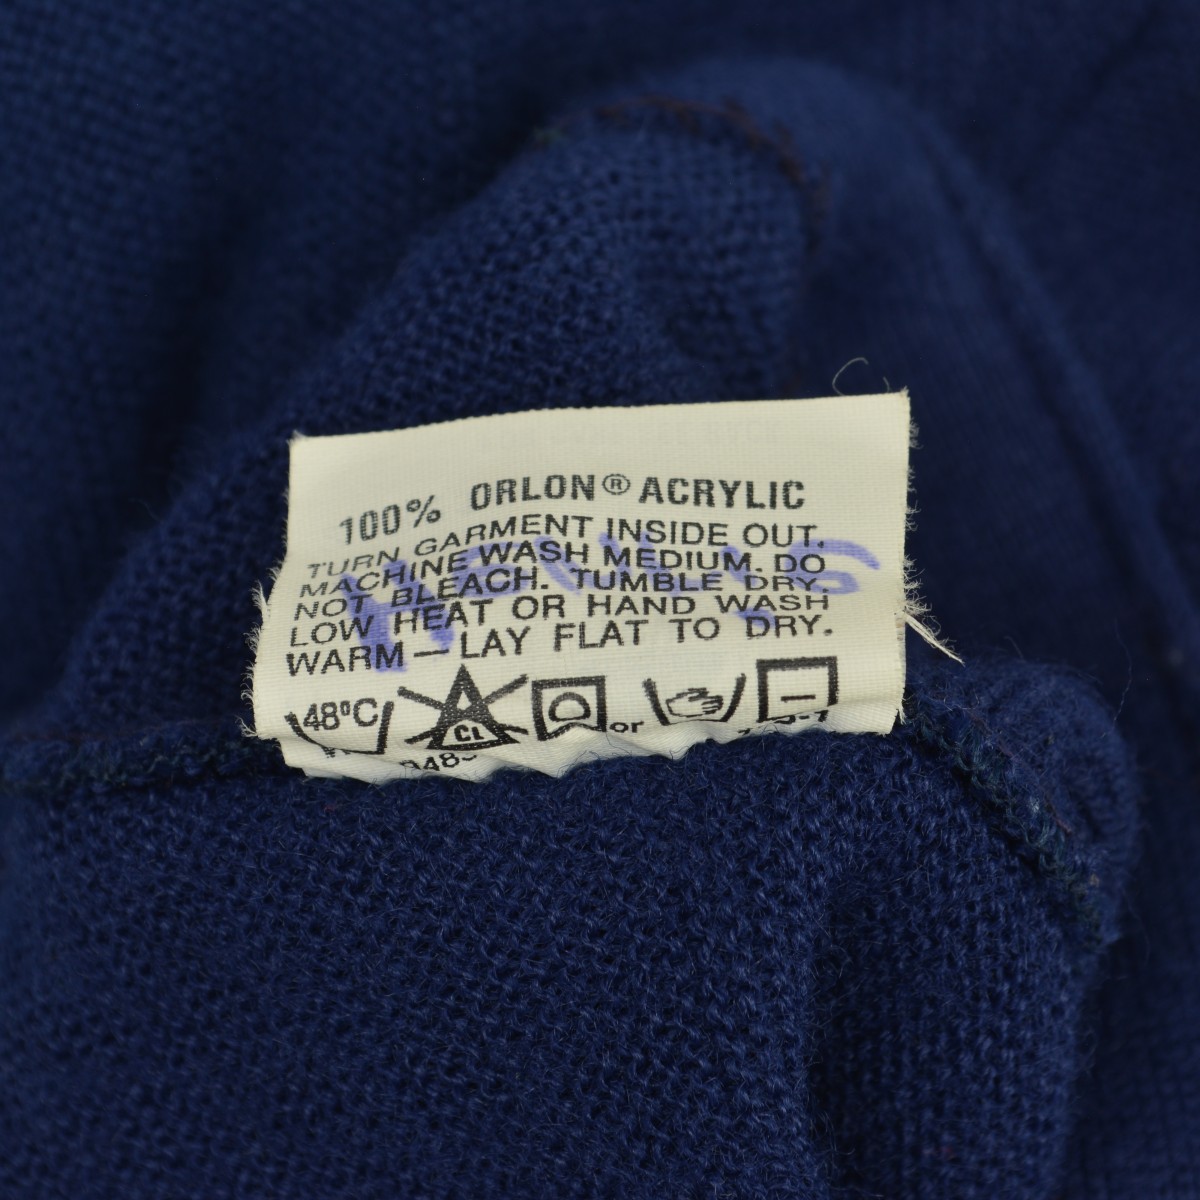 100% ORLON® ACRYLIC
TURN GARMENT INSIDE OUT.
MACHINE WASH MEDIUM. DO
NOT BLEACH. TUMBLE DRY.
LOW HEAT OR HAND WASH
WARM — LAY FLAT TO DRY.
48°C CL or